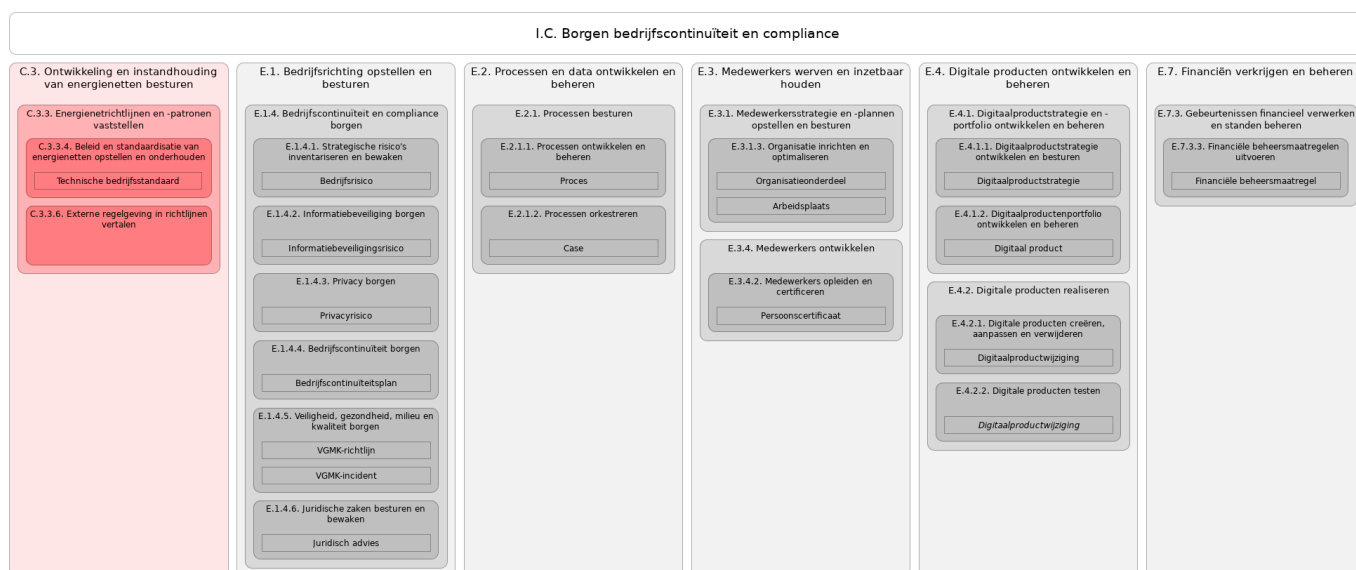 I.C. Borgen bedrijfscontinuïteit en compliance
C.3. Ontwikkeling en instandhouding
van energienetten besturen
C.3.3. Energienetrichtlijnen en -patronen
vaststellen
C.3.3.4. Beleid en standaardisatie van
energienetten opstellen en onderhouden
Technische bedrijfsstandaard
C.3.3.6. Externe regelgeving in richtlijnen
vertalen
E.1. Bedrijfsrichting opstellen en
besturen
E.1.4. Bedrijfscontinuïteit en compliance
borgen
E.1.4.1. Strategische risico's
inventariseren en bewaken
Bedrijfsrisico
E.1.4.2. Informatiebeveiliging borgen
Informatiebeveiligingsrisico
E.1.4.3. Privacy borgen
Privacyrisico
E.1.4.4. Bedrijfscontinuïteit borgen
Bedrijfscontinuïteitsplan
E.1.4.5. Veiligheid, gezondheid, milieu en
kwaliteit borgen
VGMK-richtlijn
VGMK-incident
E.1.4.6. Juridische zaken besturen en
bewaken
Juridisch advies
E.2. Processen en data ontwikkelen en
beheren
E.2.1. Processen besturen
E.2.1.1. Processen ontwikkelen en
beheren
Proces
E.2.1.2. Processen orkestreren
Case
E.3. Medewerkers werven en inzetbaar
houden
E.3.1. Medewerkersstrategie en -plannen
opstellen en besturen
E.3.1.3. Organisatie inrichten en
optimaliseren
Organisatieonderdeel
Arbeidsplaats
E.3.4. Medewerkers ontwikkelen
E.3.4.2. Medewerkers opleiden en
certificeren
Persoonscertificaat
E.4. Digitale producten ontwikkelen en
beheren
E.4.1. Digitaalproductstrategie en -
portfolio ontwikkelen en beheren
E.4.1.1. Digitaalproductstrategie
ontwikkelen en besturen
Digitaalproductstrategie
E.4.1.2. Digitaalproductenportfolio
ontwikkelen en beheren
Digitaal product
E.4.2. Digitale producten realiseren
E.4.2.1. Digitale producten creëren,
aanpassen en verwijderen
Digitaalproductwijziging
E.4.2.2. Digitale producten testen
Digitaalproductwijziging
E.7. Financiën verkrijgen en beheren
E.7.3. Gebeurtenissen financieel verwerken
en standen beheren
E.7.3.3. Financiële beheersmaatregelen
uitvoeren
Financiële beheersmaatregel